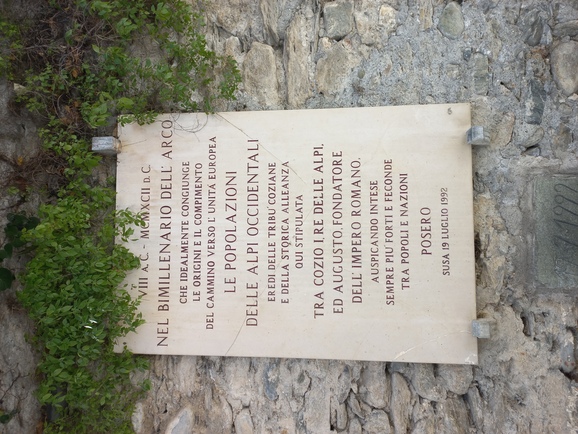 VIII A.C. - MCMXCII D.C.
NEL BIMILLENARIO DELL' ARCO
CHE IDEALMENTE CONGIUNGE
LE ORIGINI E IL COMPIMENTO
DEL CAMMINO VERSO L'UNITÀ EUROPEA
LE POPOLAZIONI
DELLE ALPI OCCIDENTALI
EREDI DELLE TRIBÙ COZIANE
E DELLA STORICA ALLEANZA
QUI STIPULATA
TRA COZIO I, RE DELLE ALPI,
ED AUGUSTO, FONDATORE
DELL' IMPERO ROMANO,
AUSPICANDO INTESE
SEMPRE PIÙ FORTI E FECONDE
TRA POPOLI E NAZIONI
POSERO
SUSA 19 LUGLIO 1992